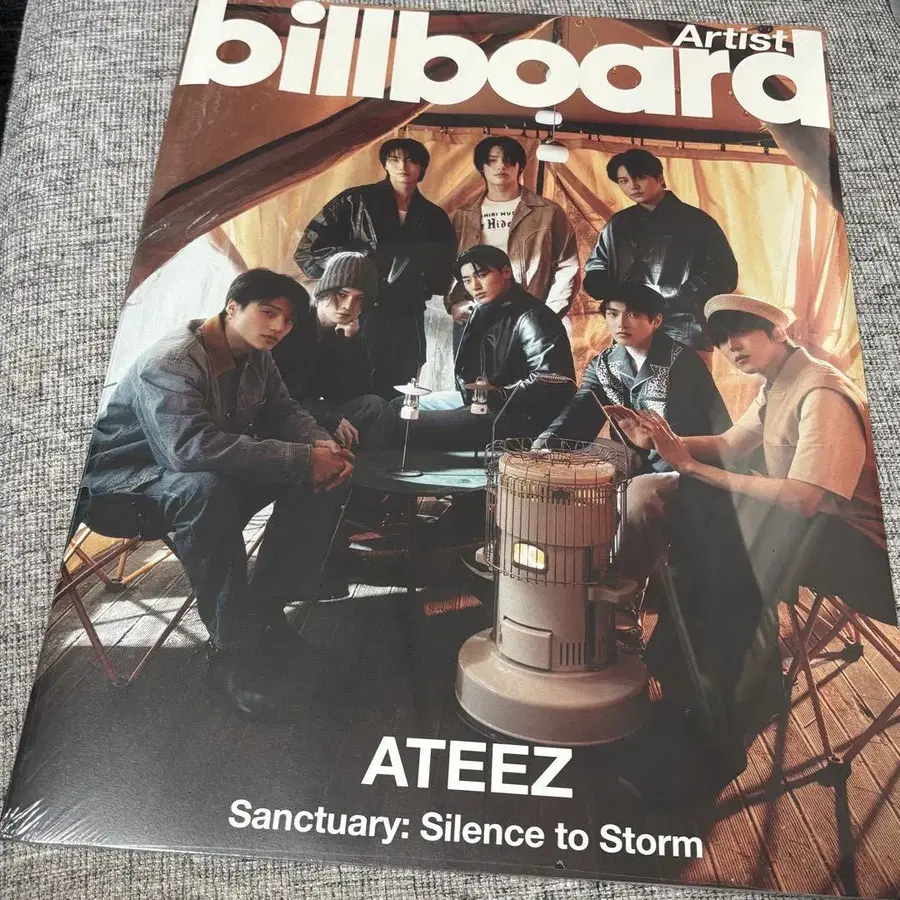 billboard
Artist
ATEEZ
Sanctuary: Silence to Storm